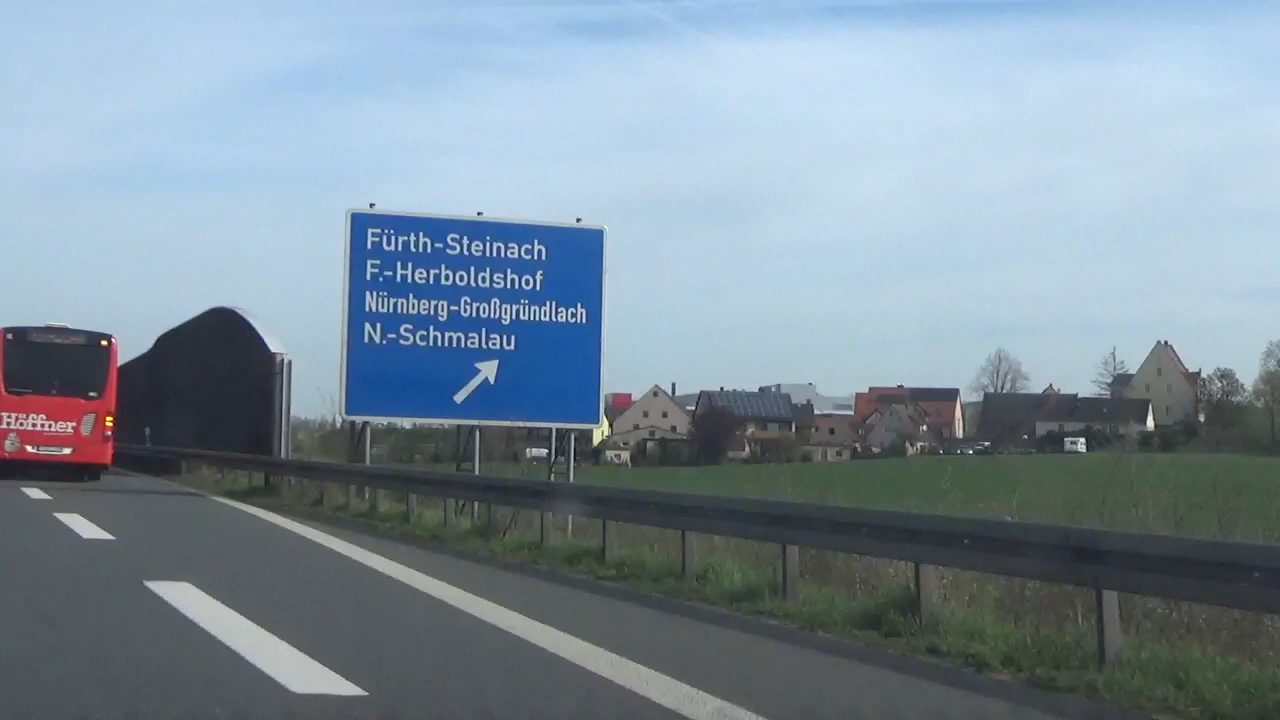 Fürth-Steinach
F.-Herboldshof
Nürnberg-Großgründlach
N.-Schmalau
Höffner